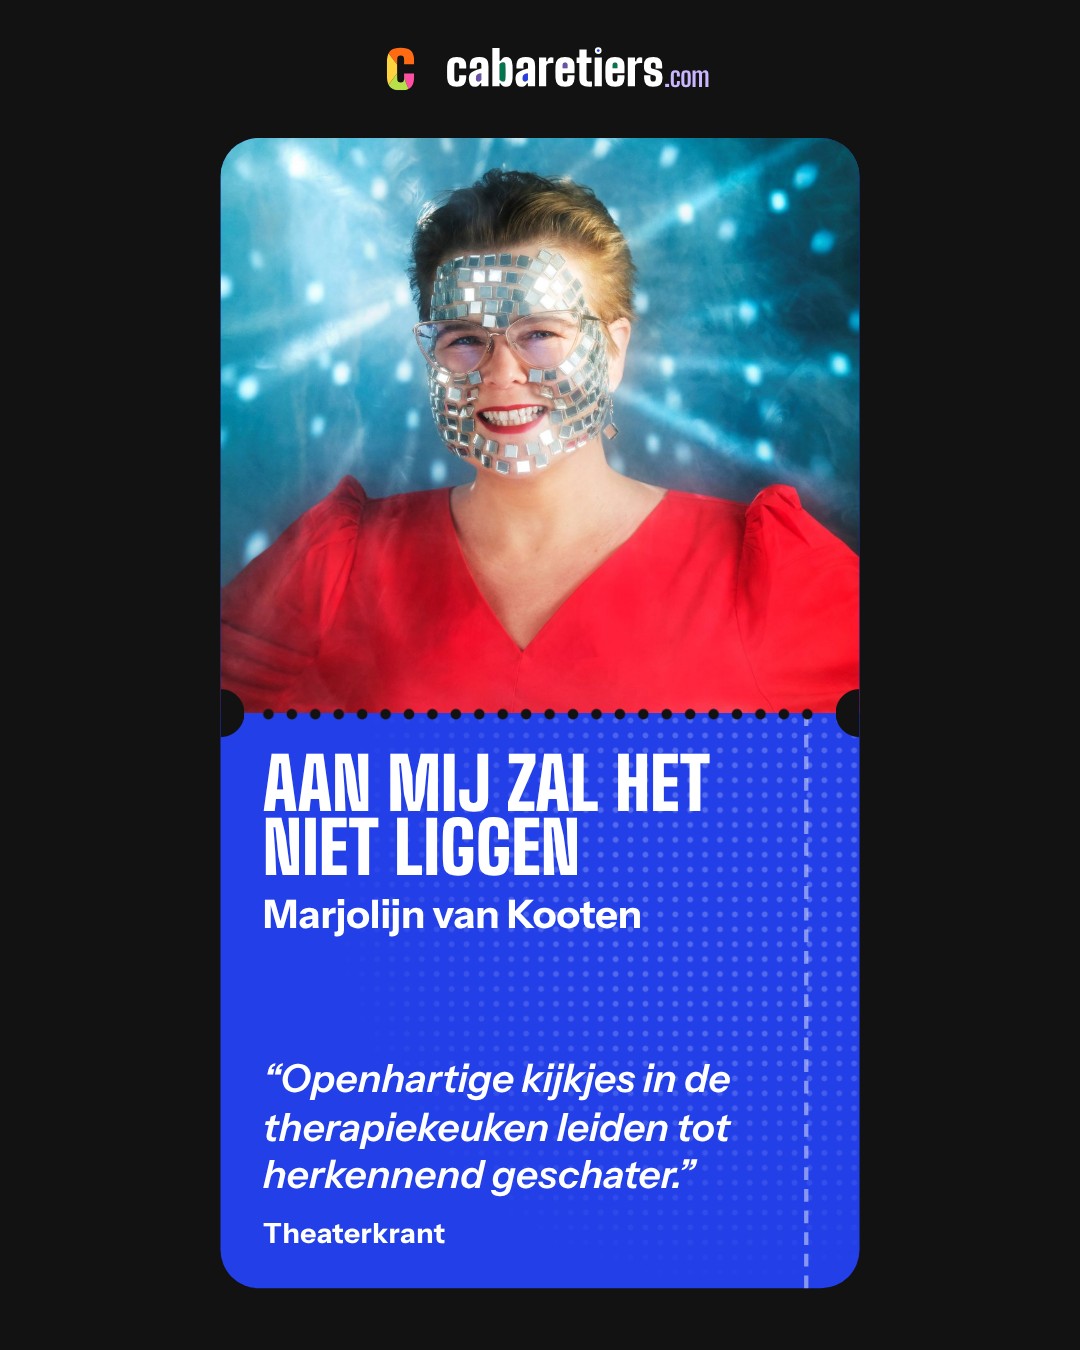 C cabaretiers.com
AAN MIJ ZAL HET
NIET LIGGEN
Marjolijn van Kooten
“Openhartige kijkjes in de
therapiekeuken leiden tot
herkennend geschater.”
Theaterkrant